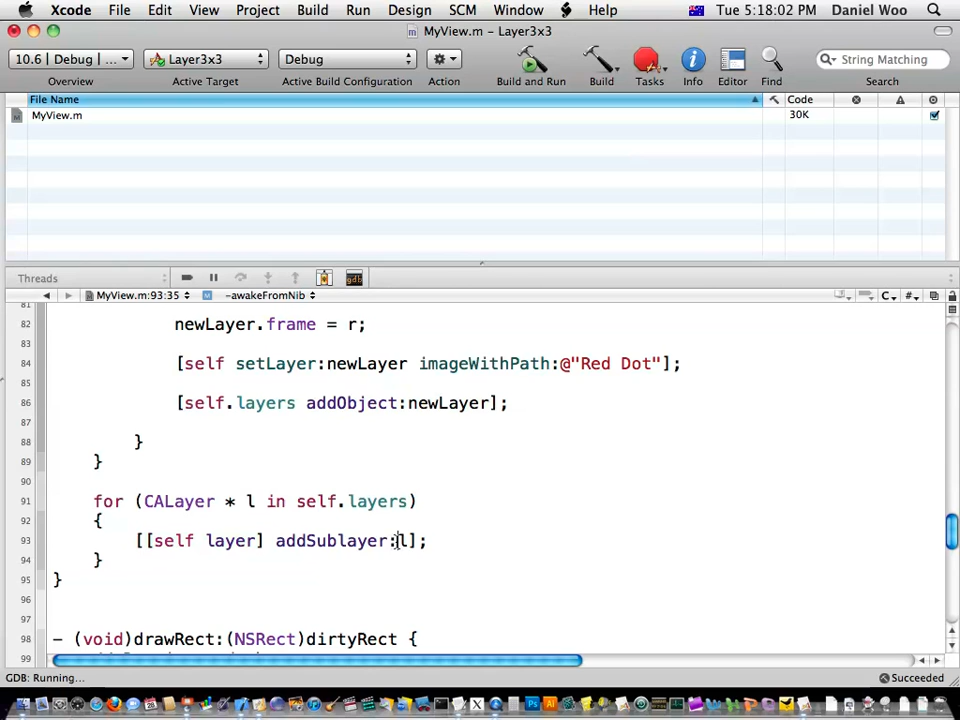 Xcode File Edit View Project Build Run Design SCM Window Help Tue 5:18:02 PM Daniel Woo
MyView.m - Layer3x3
10.6 | Debug | ... Layer3x3 Debug String Matching
Overview Active Target Active Build Configuration Action Build and Run Build Tasks Info Editor Find Search
File Name Code
MyView.m 30K
Threads
MyView.m:93:35 -awakeFromNib C #
81
82 newLayer.frame = r;
83
84 [self setLayer:newLayer imageWithPath:@"Red Dot"];
85
86 [self.layers addObject:newLayer];
87
88 }
89 }
90
91 for (CALayer * l in self.layers)
92 {
93 [[self layer] addSublayer:l];
94 }
95 }
96
97
98 - (void)drawRect:(NSRect)dirtyRect {
99
GDB: Running... Succeeded